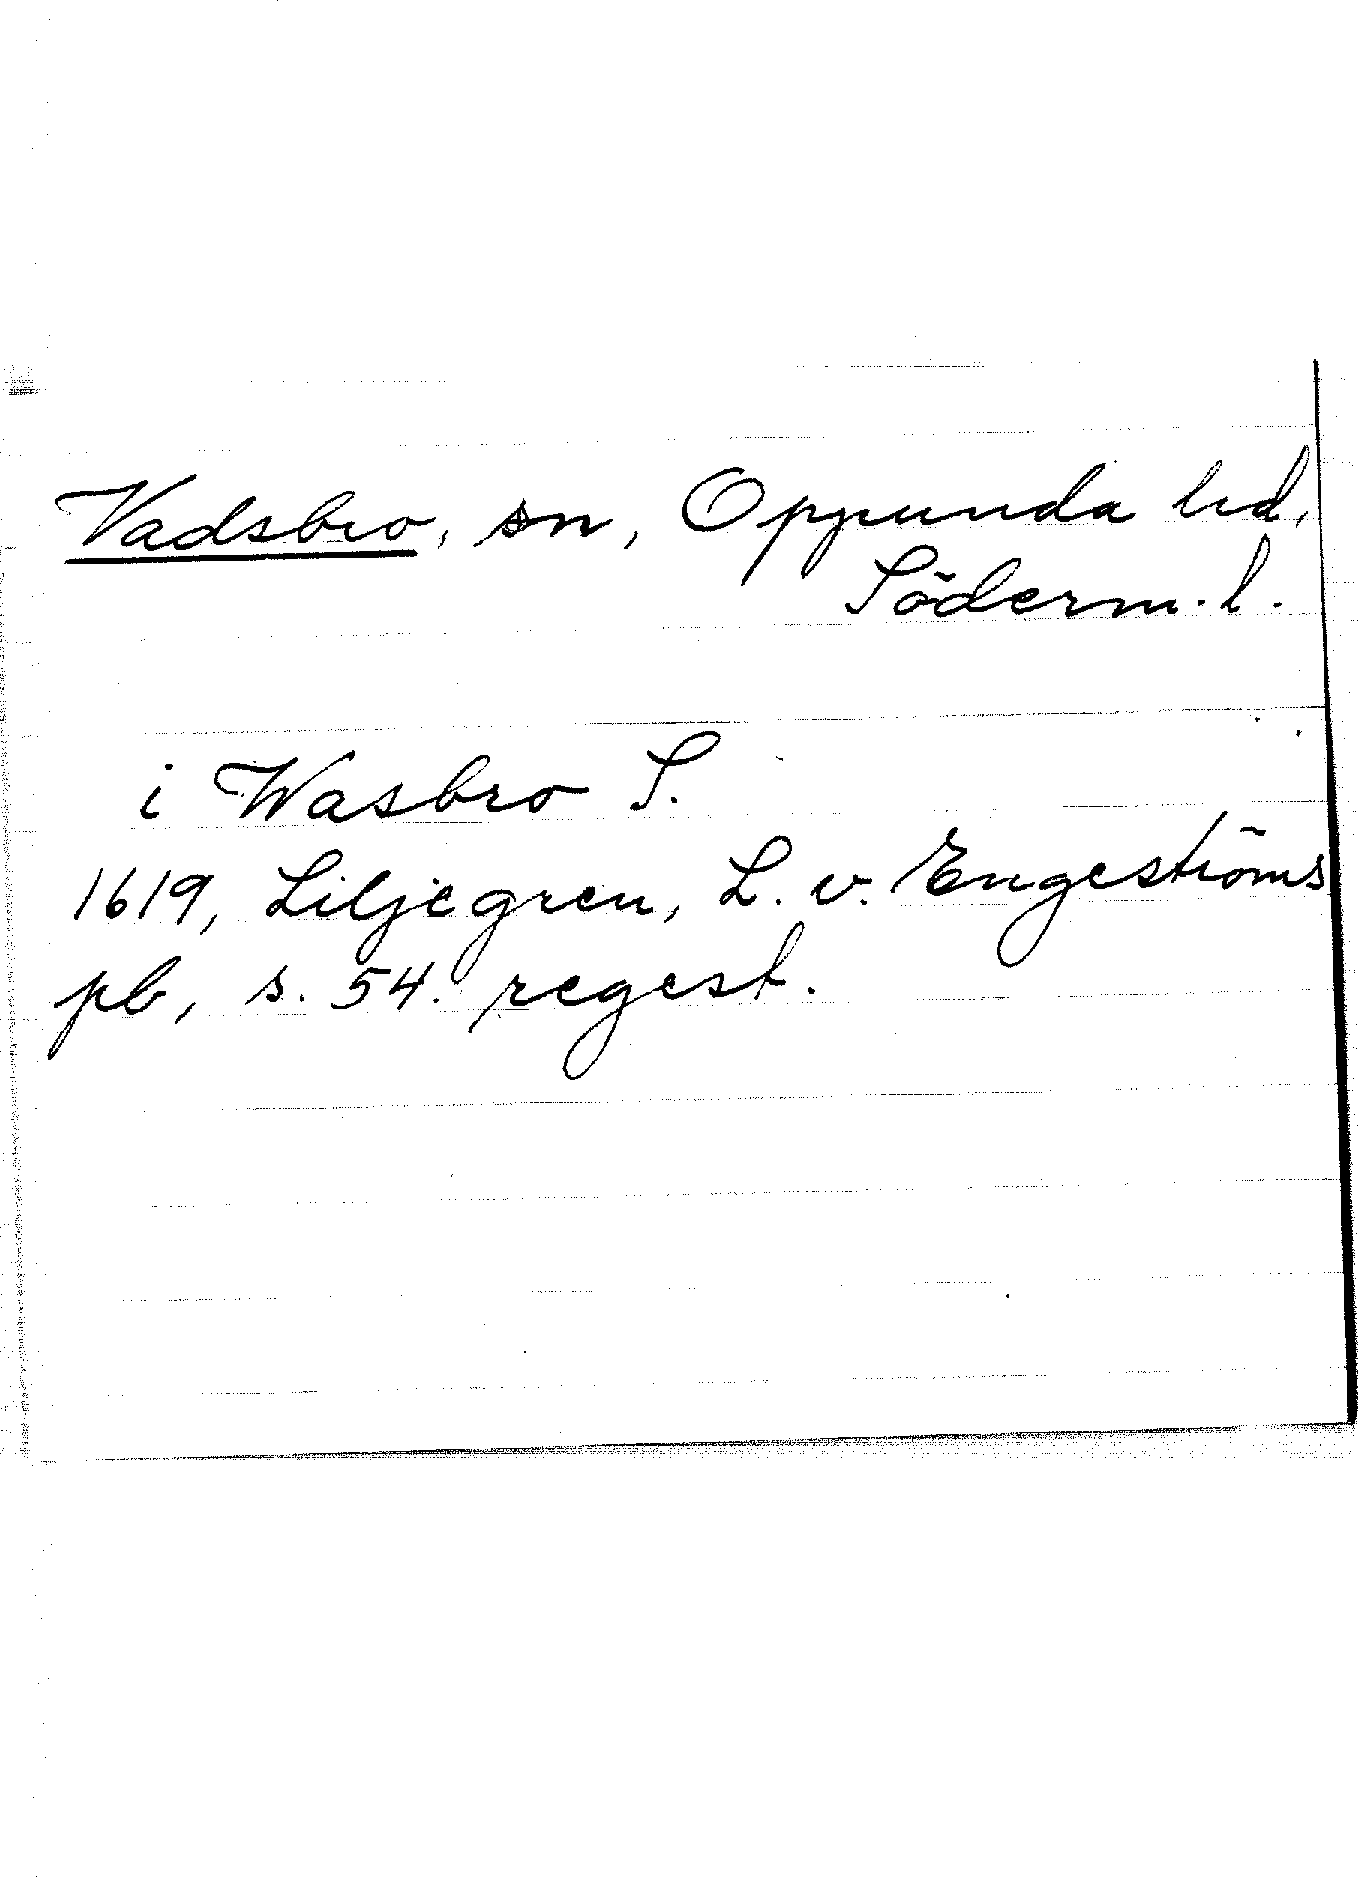 Vadsbro, sn, Oppunda hd,
Söderm. l.
i Wasbro S.
1619, Liljegren, L. v. Engeströms
pb, s. 54. regest.